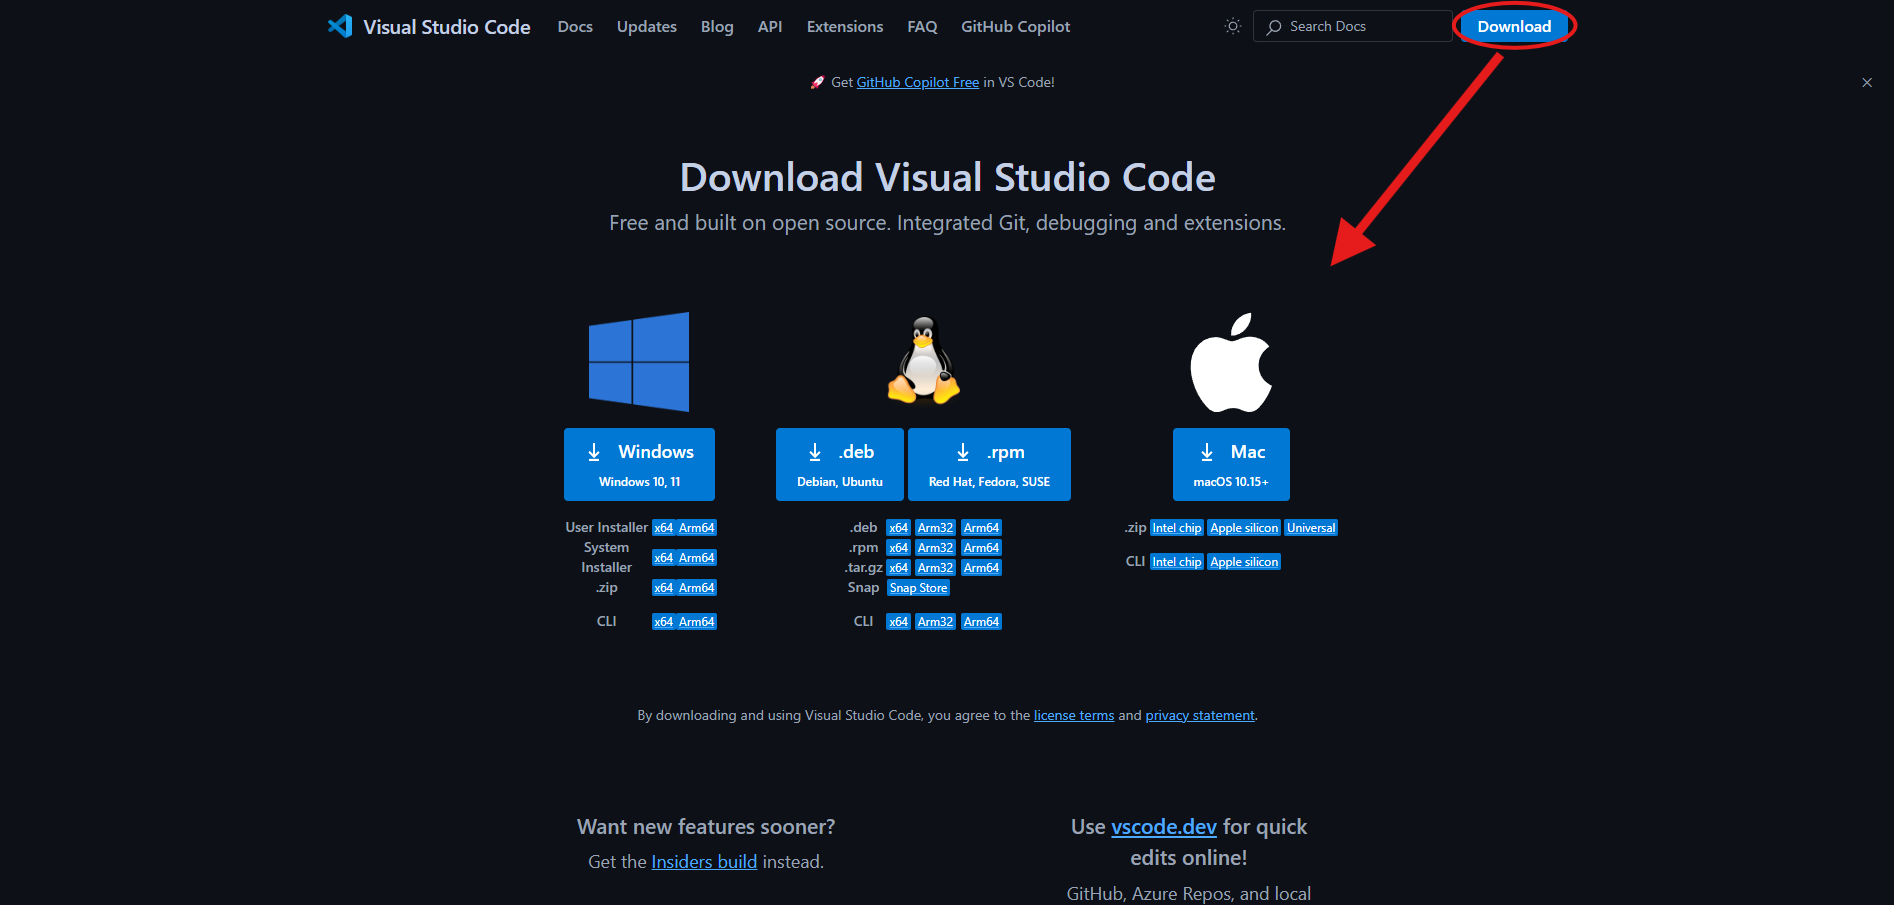 Visual Studio Code Docs Updates Blog API Extensions FAQ GitHub Copilot Search Docs Download
🚀 Get GitHub Copilot Free in VS Code!
Download Visual Studio Code
Free and built on open source. Integrated Git, debugging and extensions.
Windows
Windows 10, 11
User Installer x64 Arm64
System
Installer x64 Arm64
.zip x64 Arm64
CLI x64 Arm64
.deb
Debian, Ubuntu
.rpm
Red Hat, Fedora, SUSE
.deb x64 Arm32 Arm64
.rpm x64 Arm32 Arm64
.tar.gz x64 Arm32 Arm64
Snap Snap Store
CLI x64 Arm32 Arm64
Mac
macOS 10.15+
.zip Intel chip Apple silicon Universal
CLI Intel chip Apple silicon
By downloading and using Visual Studio Code, you agree to the license terms and privacy statement.
Want new features sooner?
Get the Insiders build instead.
Use vscode.dev for quick
edits online!
GitHub, Azure Repos, and local